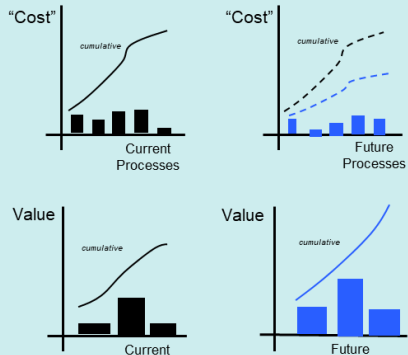 “Cost”
cumulative
Current
Processes
“Cost”
cumulative
Future
Processes
Value
cumulative
Current
Value
cumulative
Future